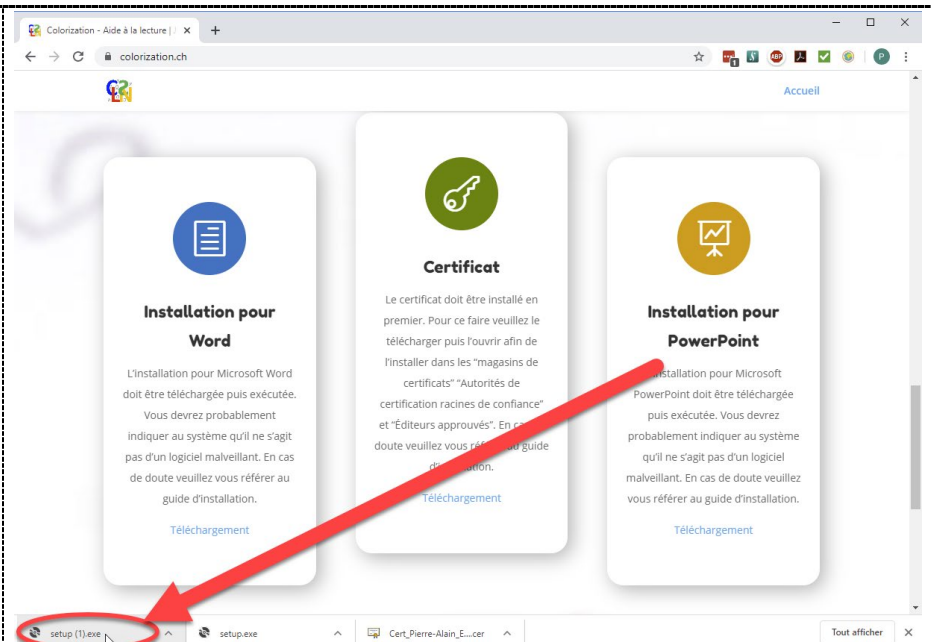 Colorization - Aide à la lecture |
colorization.ch
1
ABP
P
Accueil
Installation pour
Word
L'installation pour Microsoft Word
doit être téléchargée puis exécutée.
Vous devrez probablement
indiquer au système qu'il ne s'agit
pas d'un logiciel malveillant. En cas
de doute veuillez vous référer au
guide d'installation.
Téléchargement
Certificat
Le certificat doit être installé en
premier. Pour ce faire veuillez le
télécharger puis l'ouvrir afin de
l'installer dans les "magasins de
certificats" "Autorités de
certification racines de confiance"
et "Éditeurs approuvés". En
doute veuillez vous guide
Téléchargement
Installation pour
PowerPoint
installation pour Microsoft
PowerPoint doit être téléchargée
puis exécutée. Vous devrez
probablement indiquer au système
qu'il ne s'agit pas d'un logiciel
malveillant. En cas de doute veuillez
vous référer au guide d'installation.
Téléchargement
setup (1).exe
setup.exe
Cert_Pierre-Alain_E....cer
Tout afficher